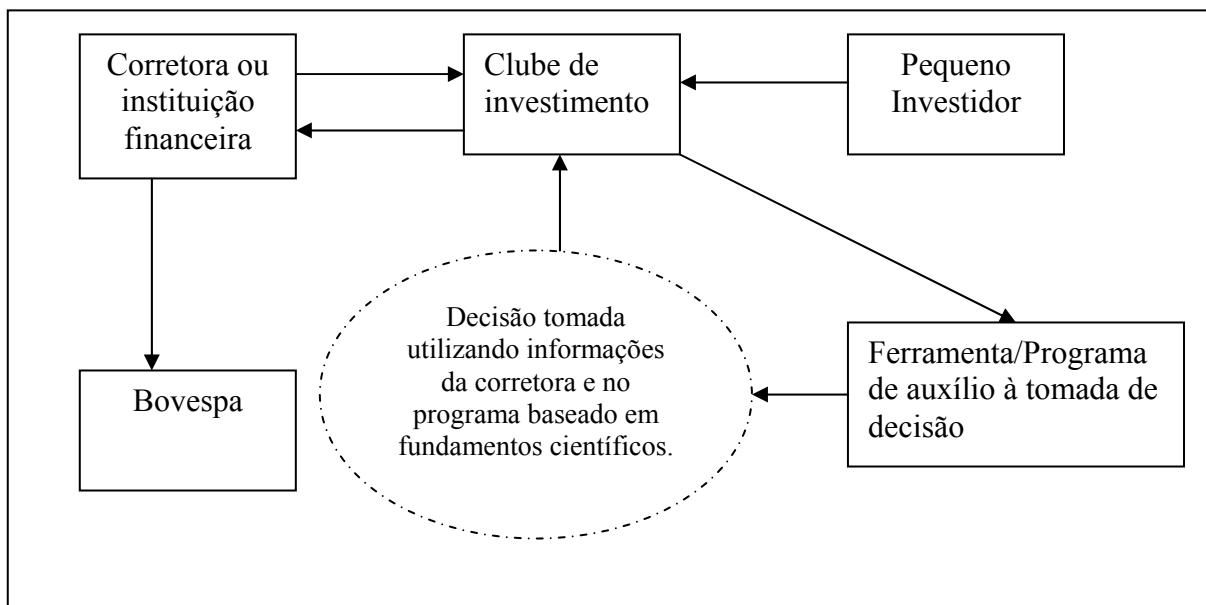 Corretora ou
instituição
financeira
Clube de
investimento
Pequeno
Investidor
Decisão tomada
utilizando informações
da corretora e no
programa baseado em
fundamentos científicos.
Ferramenta/Programa
de auxílio à tomada de
decisão
Bovespa